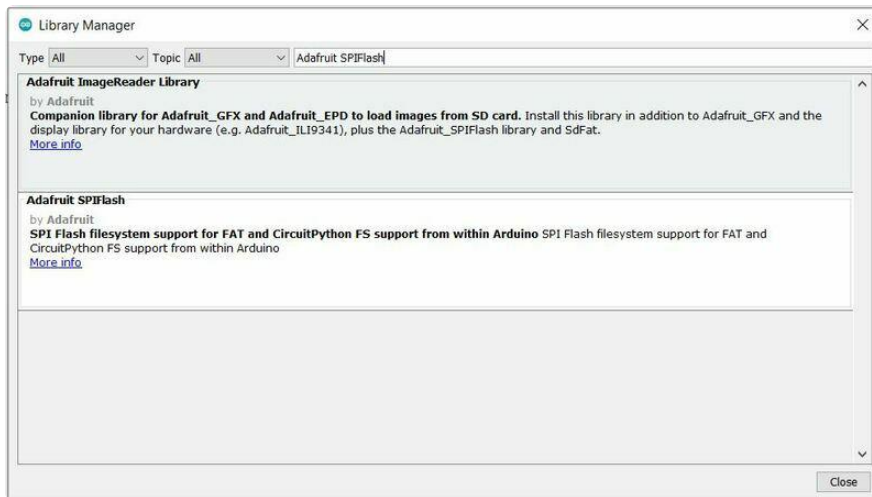 Library Manager
Type All Topic All Adafruit SPIFlash
Adafruit ImageReader Library
by Adafruit
Companion library for Adafruit_GFX and Adafruit_EPD to load images from SD card. Install this library in addition to Adafruit_GFX and the
display library for your hardware (e.g. Adafruit_ILI9341), plus the Adafruit_SPIFlash library and SdFat.
More info
Adafruit SPIFlash
by Adafruit
SPI Flash filesystem support for FAT and CircuitPython FS support from within Arduino SPI Flash filesystem support for FAT and
CircuitPython FS support from within Arduino
More info
Close